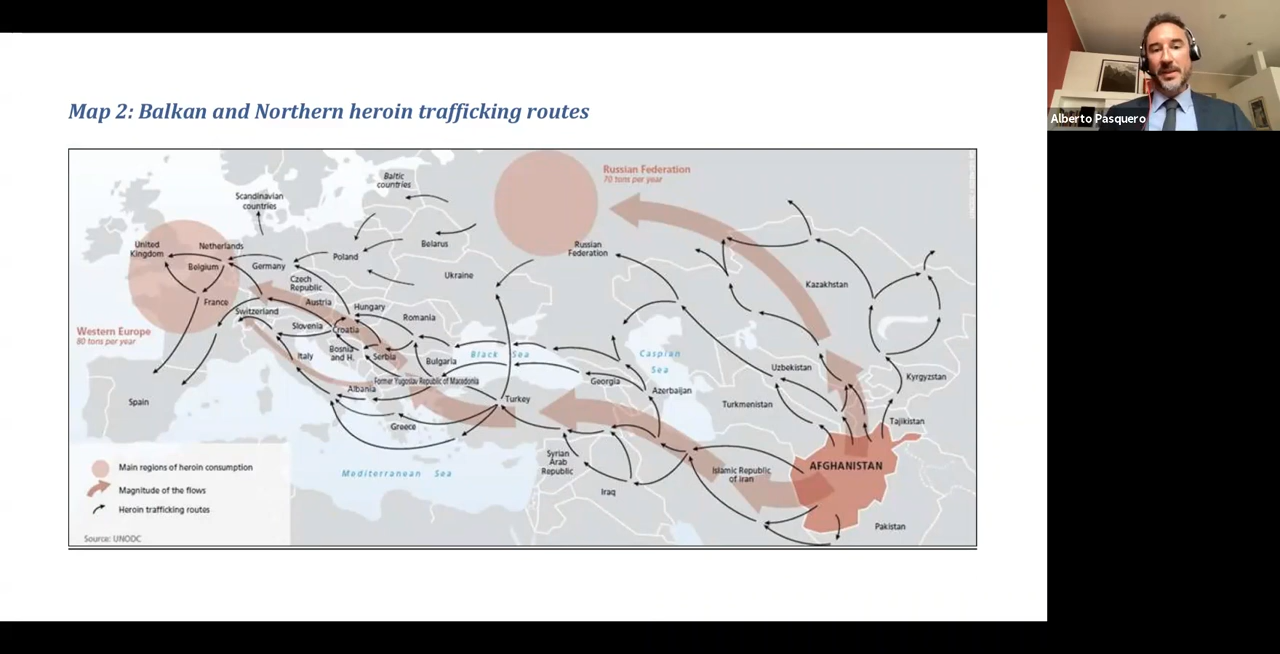 Map 2: Balkan and Northern heroin trafficking routes
Alberto Pasquero
Russian Federation
70 tons per year
Baltic
countries
Scandinavian
countries
United
Kingdom
Netherlands
Belarus
Russian
Federation
Poland
Belgium
Germany
Ukraine
Czech
Republic
Kazakhstan
France
Austria
Hungary
Switzerland
Romania
Western Europe
80 tons per year
Slovenia
Croatia
Bosnia
and H.
Serbia
Italy
Bulgaria
Black Sea
Caspian
Sea
Uzbekistan
Kyrgyzstan
Former Yugoslav Republic of Macedonia
Georgia
Albania
Azerbaijan
Spain
Turkey
Turkmenistan
Greece
Tajikistan
Syrian
Arab
Republic
AFGHANISTAN
Mediterranean Sea
Islamic Republic
of Iran
Iraq
Pakistan
Main regions of heroin consumption
Magnitude of the flows
Heroin trafficking routes
Source: UNODC